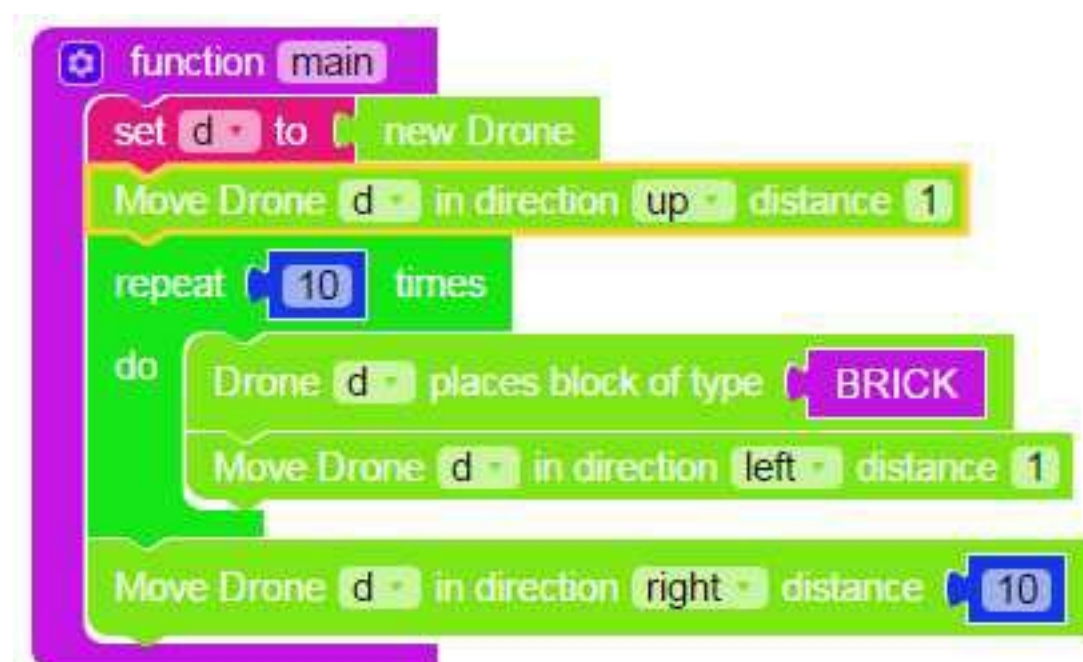 function main
set d to new Drone
Move Drone d in direction up distance 1
repeat 10 times
do
Drone d places block of type BRICK
Move Drone d in direction left distance 1
Move Drone d in direction right distance 10